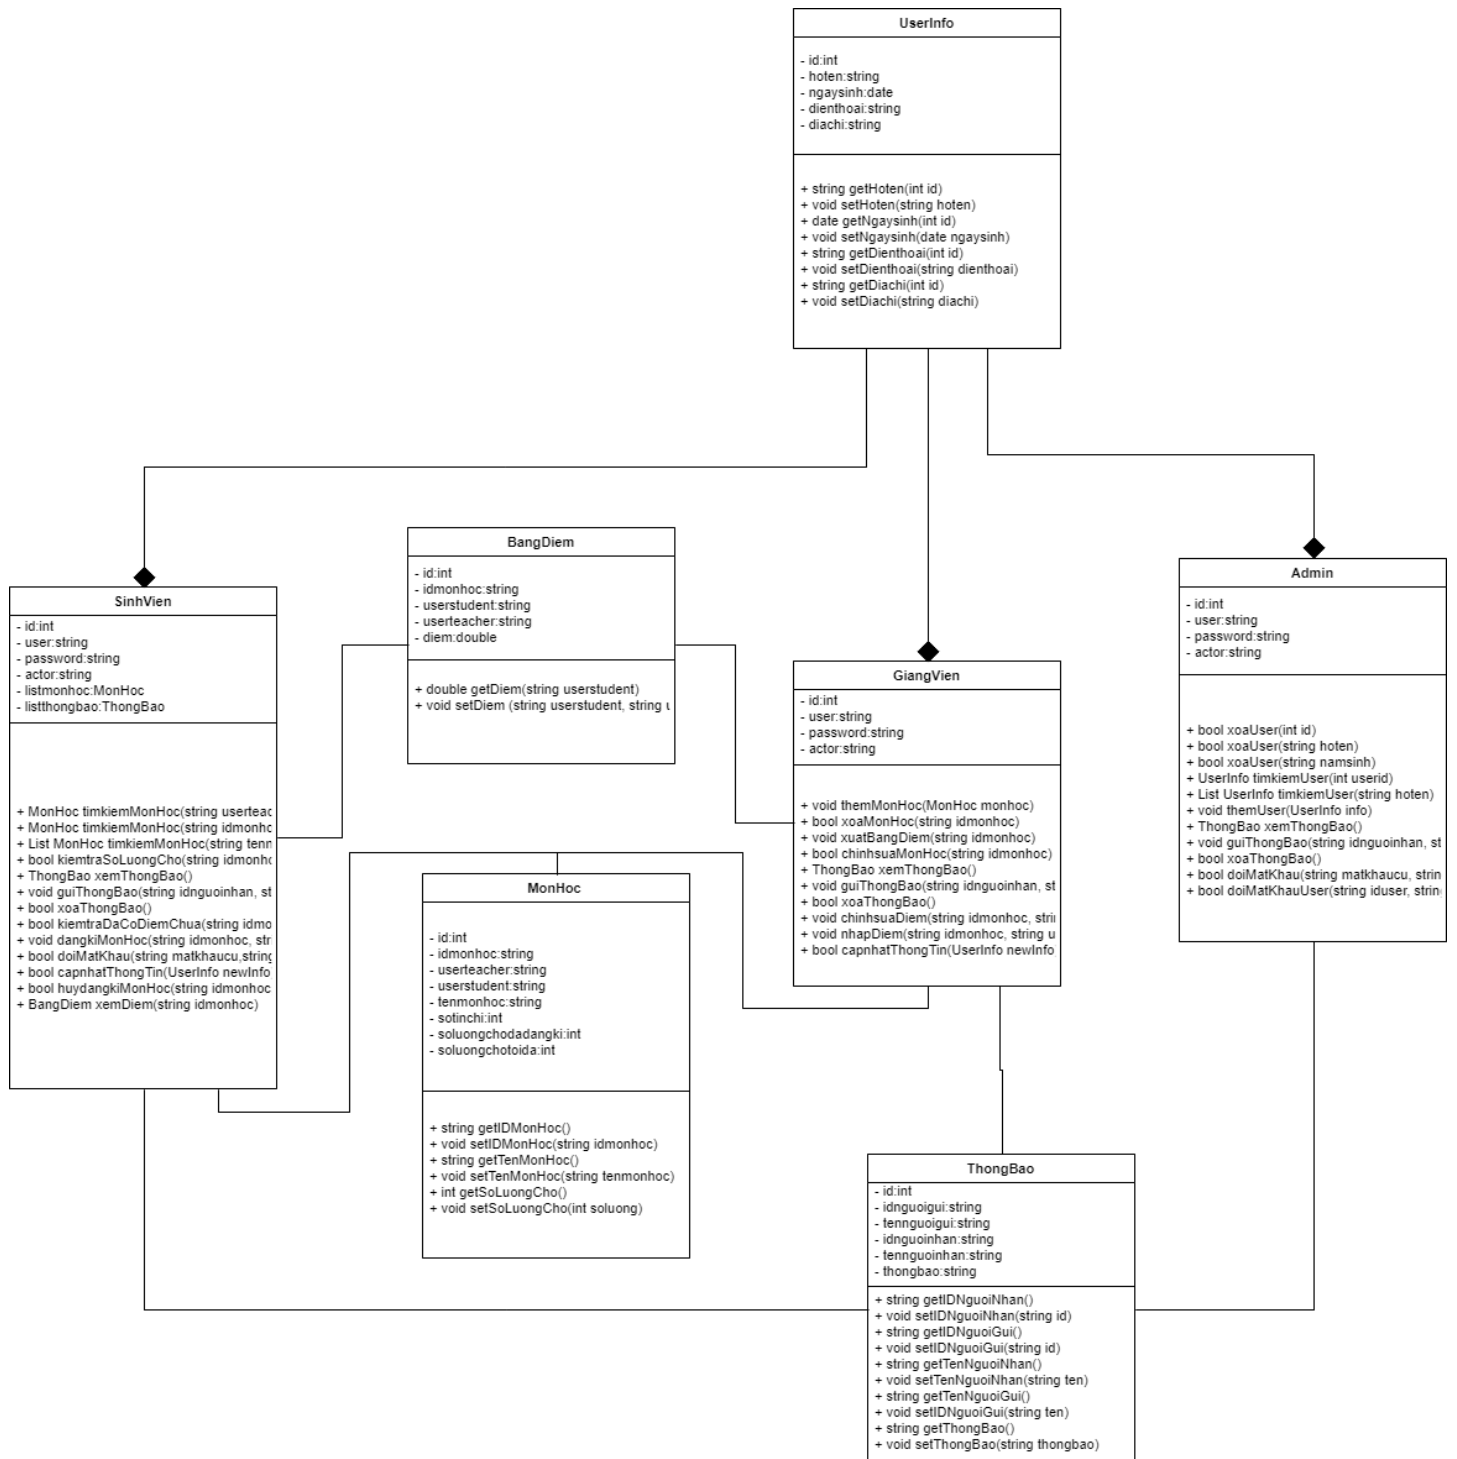 UserInfo
- id:int
- hoten:string
- ngaysinh:date
- dienthoai:string
- diachi:string
+ string getHoten(int id)
+ void setHoten(string hoten)
+ date getNgaysinh(int id)
+ void setNgaysinh(date ngaysinh)
+ string getDienthoai(int id)
+ void setDienthoai(string dienthoai)
+ string getDiachi(int id)
+ void setDiachi(string diachi)
BangDiem
- id:int
- idmonhoc:string
- userstudent:string
- userteacher:string
- diem:double
+ double getDiem(string userstudent)
+ void setDiem (string userstudent, string
Admin
- id:int
- user:string
- password:string
- actor:string
+ bool xoaUser(int id)
+ bool xoaUser(string hoten)
+ bool xoaUser(string namsinh)
+ UserInfo timkiemUser(int userid)
+ List UserInfo timkiemUser(string hoten)
+ void themUser(UserInfo info)
+ ThongBao xemThongBao()
+ void guiThongBao(string idnguoinhan, st
+ bool xoaThongBao()
+ bool doiMatKhau(string matkhaucu, strin
+ bool doiMatKhauUser(string iduser, strin
SinhVien
- id:int
- user:string
- password:string
- actor:string
- listmonhoc:MonHoc
- listthongbao:ThongBao
+ MonHoc timkiemMonHoc(string userteac
+ MonHoc timkiemMonHoc(string idmonhc
+ List MonHoc timkiemMonHoc(string tenn
+ bool kiemtraSoLuongCho(string idmonhc
+ ThongBao xemThongBao()
+ void guiThongBao(string idnguoinhan, st
+ bool xoaThongBao()
+ bool kiemtraDaCoDiemChua(string idmo
+ void dangkiMonHoc(string idmonhoc, str
+ bool doiMatKhau(string matkhaucu,string
+ bool capnhatThongTin(UserInfo newInfo
+ bool huydangkiMonHoc(string idmonhoc
+ BangDiem xemDiem(string idmonhoc)
GiangVien
- id:int
- user:string
- password:string
- actor:string
+ void themMonHoc(MonHoc monhoc)
+ bool xoaMonHoc(string idmonhoc)
+ void xuatBangDiem(string idmonhoc)
+ bool chinhsuaMonHoc(string idmonhoc)
+ ThongBao xemThongBao()
+ void guiThongBao(string idnguoinhan, st
+ bool xoaThongBao()
+ void chinhsuaDiem(string idmonhoc, stri
+ void nhapDiem(string idmonhoc, string u
+ bool capnhatThongTin(UserInfo newInfo
MonHoc
- id:int
- idmonhoc:string
- userteacher:string
- userstudent:string
- tenmonhoc:string
- sotinchi:int
- soluongchodadangki:int
- soluongchotoida:int
+ string getIDMonHoc()
+ void setIDMonHoc(string idmonhoc)
+ string getTenMonHoc()
+ void setTenMonHoc(string tenmonhoc)
+ int getSoLuongCho()
+ void setSoLuongCho(int soluong)
ThongBao
- id:int
- idnguoigui:string
- tennguoigui:string
- idnguoinhan:string
- tennguoinhan:string
- thongbao:string
+ string getIDNguoiNhan()
+ void setIDNguoiNhan(string id)
+ string getIDNguoiGui()
+ void setIDNguoiGui(string id)
+ string getTenNguoiNhan()
+ void setTenNguoiNhan(string ten)
+ string getTenNguoiGui()
+ void setIDNguoiGui(string ten)
+ string getThongBao()
+ void setThongBao(string thongbao)